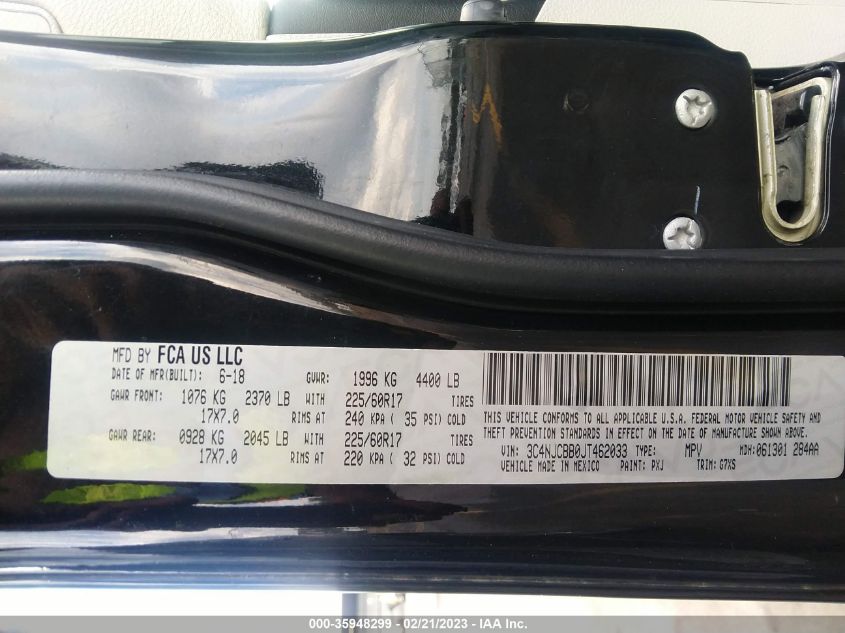 MFD BY FCA US LLC
DATE OF MFR(BUILT): 6-18 GVWR: 1996 KG 4400 LB
GAWR FRONT: 1076 KG 2370 LB WITH 225/60R17 TIRES
17X7.0 RIMS AT 240 KPA ( 35 PSI) COLD
GAWR REAR: 0928 KG 2045 LB WITH 225/60R17 TIRES
17X7.0 RIMS AT 220 KPA ( 32 PSI) COLD
THIS VEHICLE CONFORMS TO ALL APPLICABLE U.S.A. FEDERAL MOTOR VEHICLE SAFETY AND
THEFT PREVENTION STANDARDS IN EFFECT ON THE DATE OF MANUFACTURE SHOWN ABOVE.
VIN: 3C4NJCBB0JT462033 TYPE: MPV MDH: 061301 284AA
VEHICLE MADE IN MEXICO PAINT: PXJ TRIM: G7XS
000-35948299 - 02/21/2023 - IAA Inc.